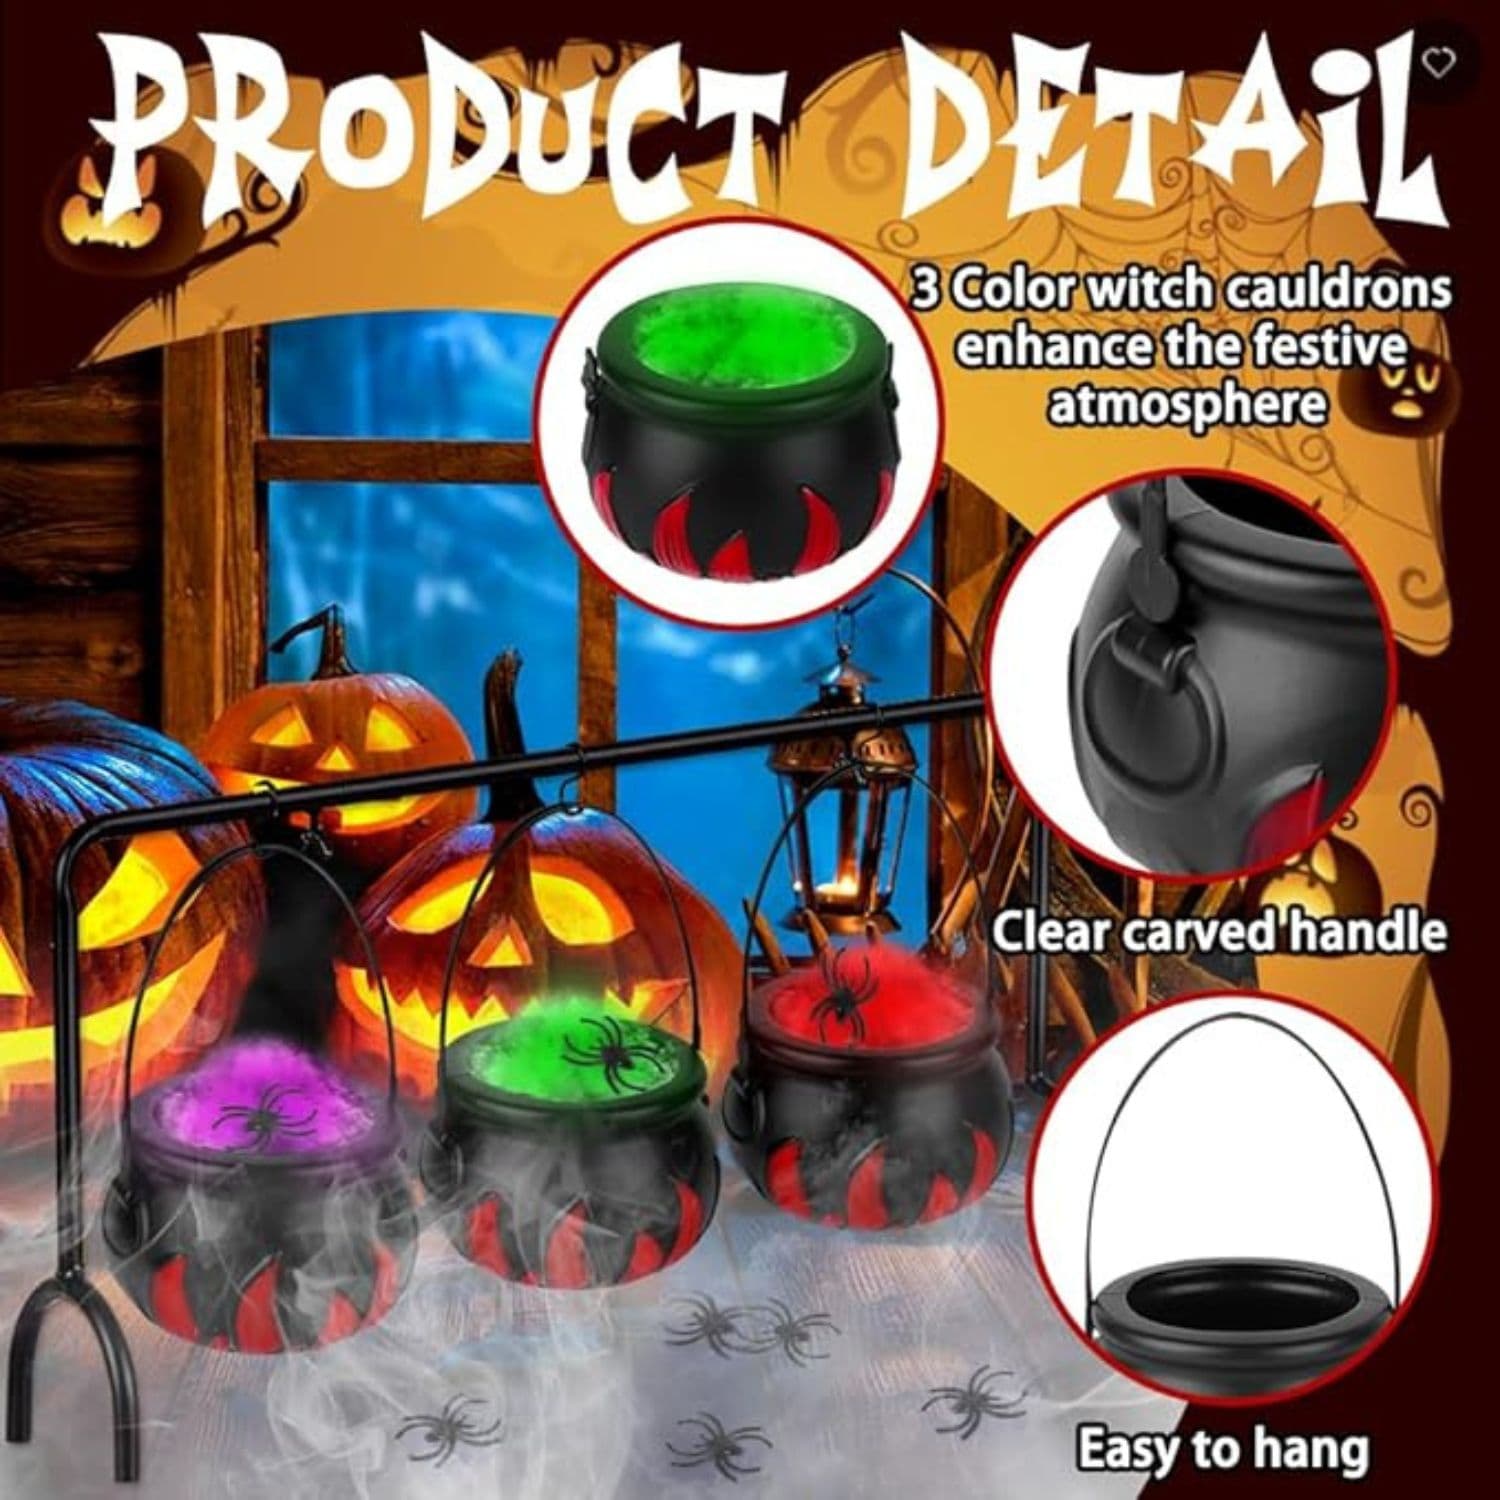 PRODUCT DETAiL
3 Color witch cauldrons
enhance the festive
atmosphere
Clear carved handle
Easy to hang